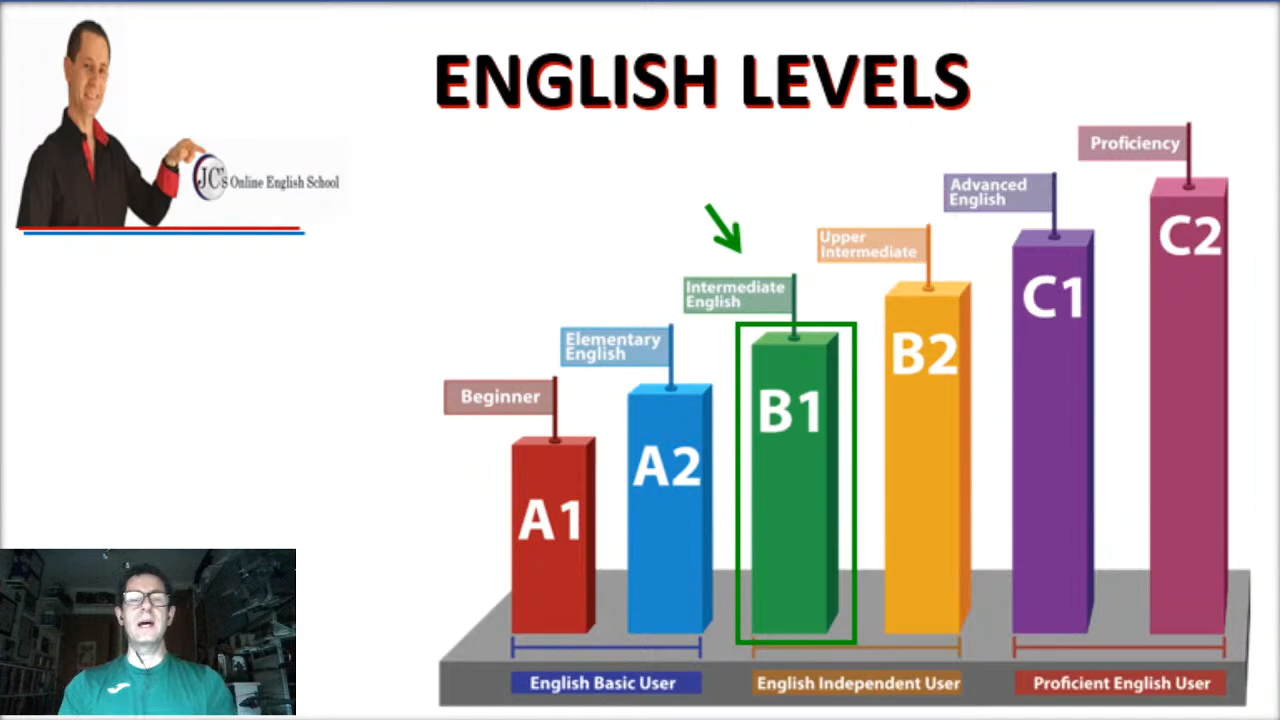 ENGLISH LEVELS
JC's Online English School
Proficiency
Advanced
English
Upper
Intermediate
Intermediate
English
Elementary
English
Beginner
A1
A2
B1
B2
C1
C2
English Basic User
English Independent User
Proficient English User